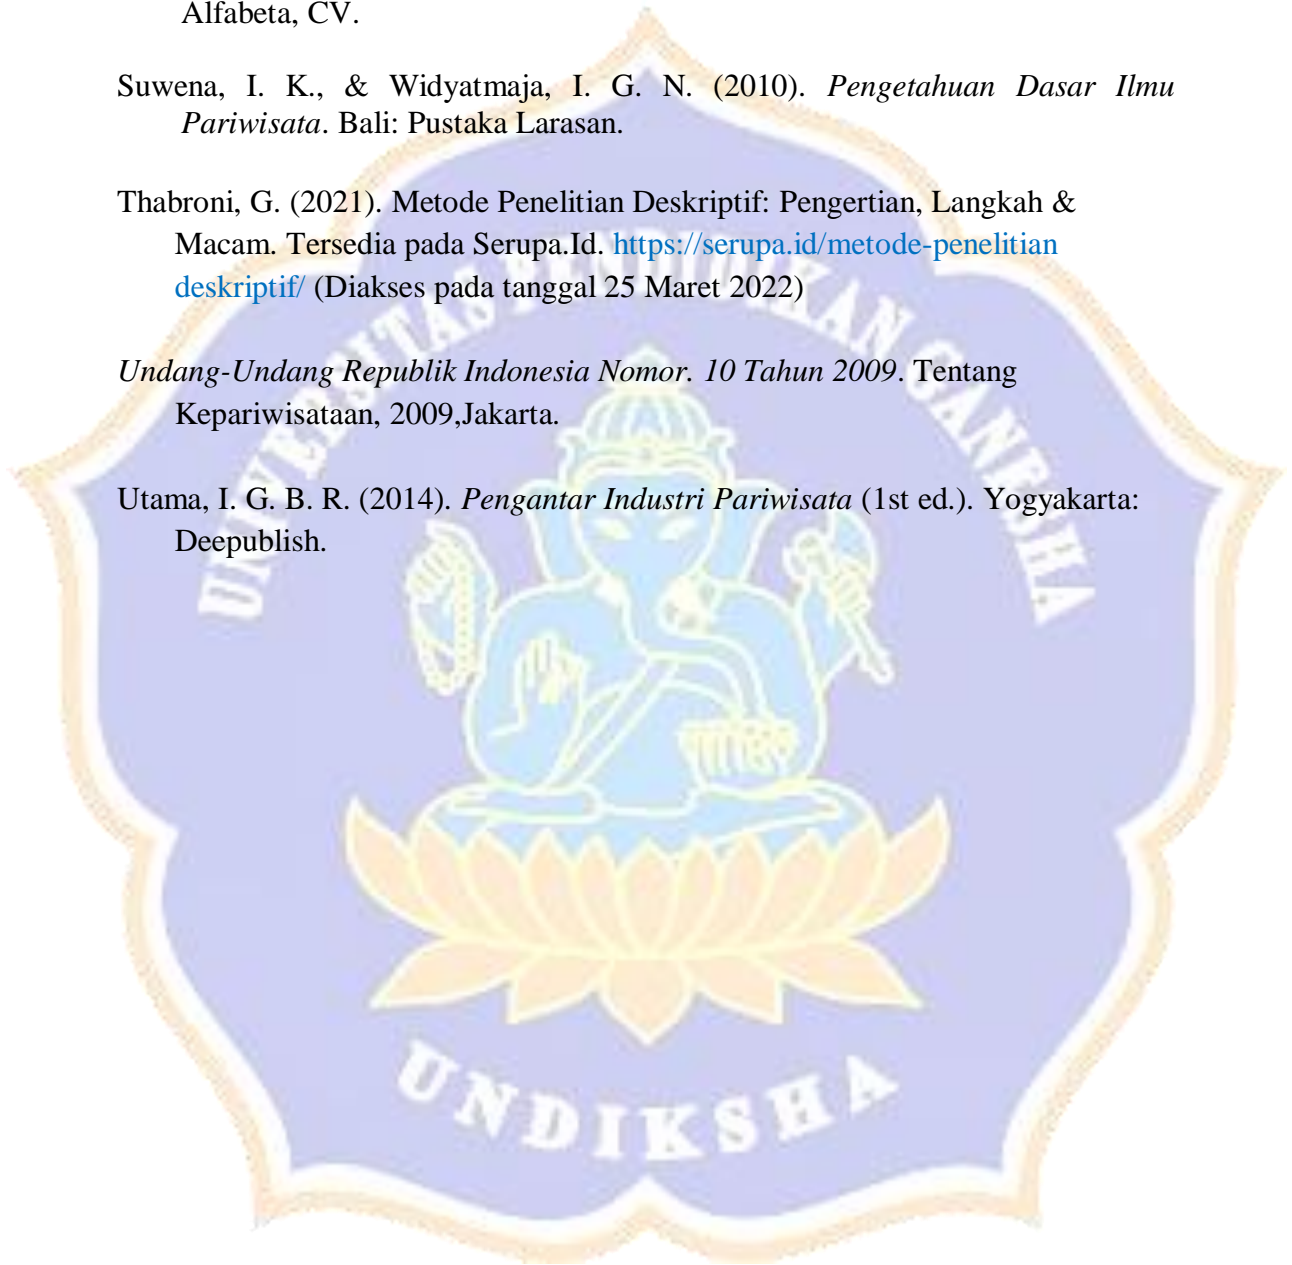 Alfabeta, CV.
Suwena, I. K., & Widyatmaja, I. G. N. (2010). Pengetahuan Dasar Ilmu
Pariwisata. Bali: Pustaka Larasan.
Thabroni, G. (2021). Metode Penelitian Deskriptif: Pengertian, Langkah &
Macam. Tersedia pada Serupa.Id. https://serupa.id/metode-penelitian
deskriptif/ (Diakses pada tanggal 25 Maret 2022)
Undang-Undang Republik Indonesia Nomor. 10 Tahun 2009. Tentang
Kepariwisataan, 2009,Jakarta.
Utama, I. G. B. R. (2014). Pengantar Industri Pariwisata (1st ed.). Yogyakarta:
Deepublish.
UNIVERSITAS PENDIDIKAN GANESHA
UNDIKSHA